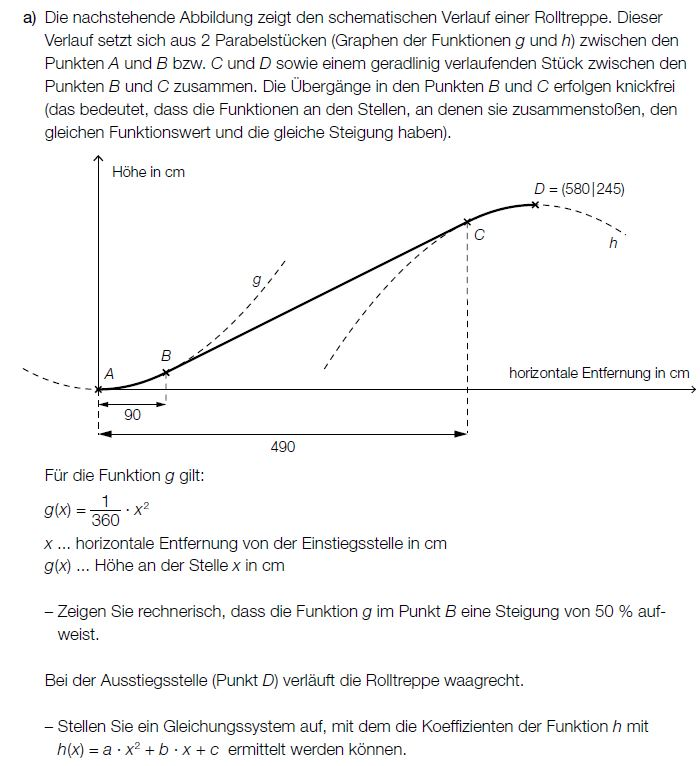 a) Die nachstehende Abbildung zeigt den schematischen Verlauf einer Rolltreppe. Dieser
Verlauf setzt sich aus 2 Parabelstücken (Graphen der Funktionen g und h) zwischen den
Punkten A und B bzw. C und D sowie einem geradlinig verlaufenden Stück zwischen den
Punkten B und C zusammen. Die Übergänge in den Punkten B und C erfolgen knickfrei
(das bedeutet, dass die Funktionen an den Stellen, an denen sie zusammenstoßen, den
gleichen Funktionswert und die gleiche Steigung haben).
Höhe in cm
D = (580|245)
C
h
g
B
A
horizontale Entfernung in cm
90
490
Für die Funktion g gilt:
g(x) = 1/360 · x²
x ... horizontale Entfernung von der Einstiegsstelle in cm
g(x) ... Höhe an der Stelle x in cm
– Zeigen Sie rechnerisch, dass die Funktion g im Punkt B eine Steigung von 50 % auf-
weist.
Bei der Ausstiegsstelle (Punkt D) verläuft die Rolltreppe waagrecht.
– Stellen Sie ein Gleichungssystem auf, mit dem die Koeffizienten der Funktion h mit
h(x) = a · x² + b · x + c ermittelt werden können.